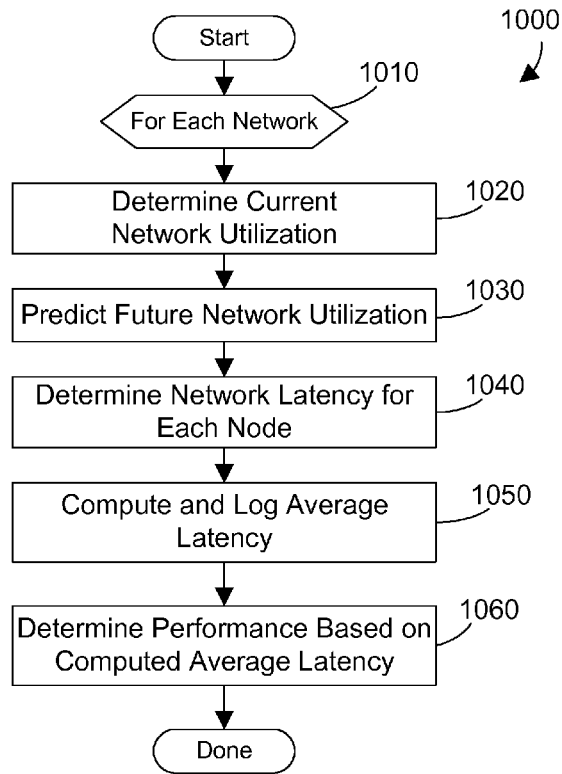 Start
1000
1010
For Each Network
1020
Determine Current
Network Utilization
1030
Predict Future Network Utilization
1040
Determine Network Latency for
Each Node
1050
Compute and Log Average
Latency
1060
Determine Performance Based on
Computed Average Latency
Done